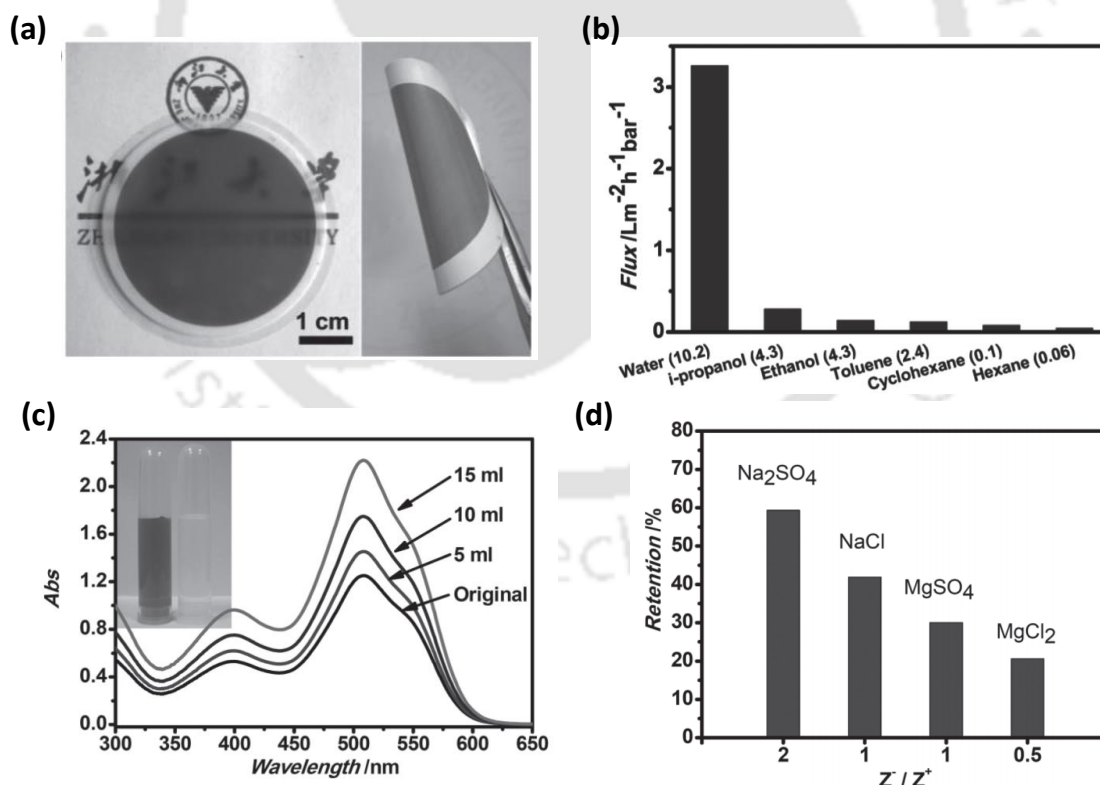 (a)
浙江大学
ZHEJIANG UNIVERSITY
1 cm
(b)
Flux /Lm⁻²h⁻¹bar⁻¹
3
2
1
0
Water (10.2)
i-propanol (4.3)
Ethanol (4.3)
Toluene (2.4)
Cyclohexane (0.1)
Hexane (0.06)
(c)
Abs
2.4
2.0
1.6
1.2
0.8
0.4
0.0
15 ml
10 ml
5 ml
Original
300 350 400 450 500 550 600 650
Wavelength /nm
(d)
Retention /%
80
70
60
50
40
30
20
10
0
Na₂SO₄
NaCl
MgSO₄
MgCl₂
2 1 1 0.5
Z⁻ / Z⁺